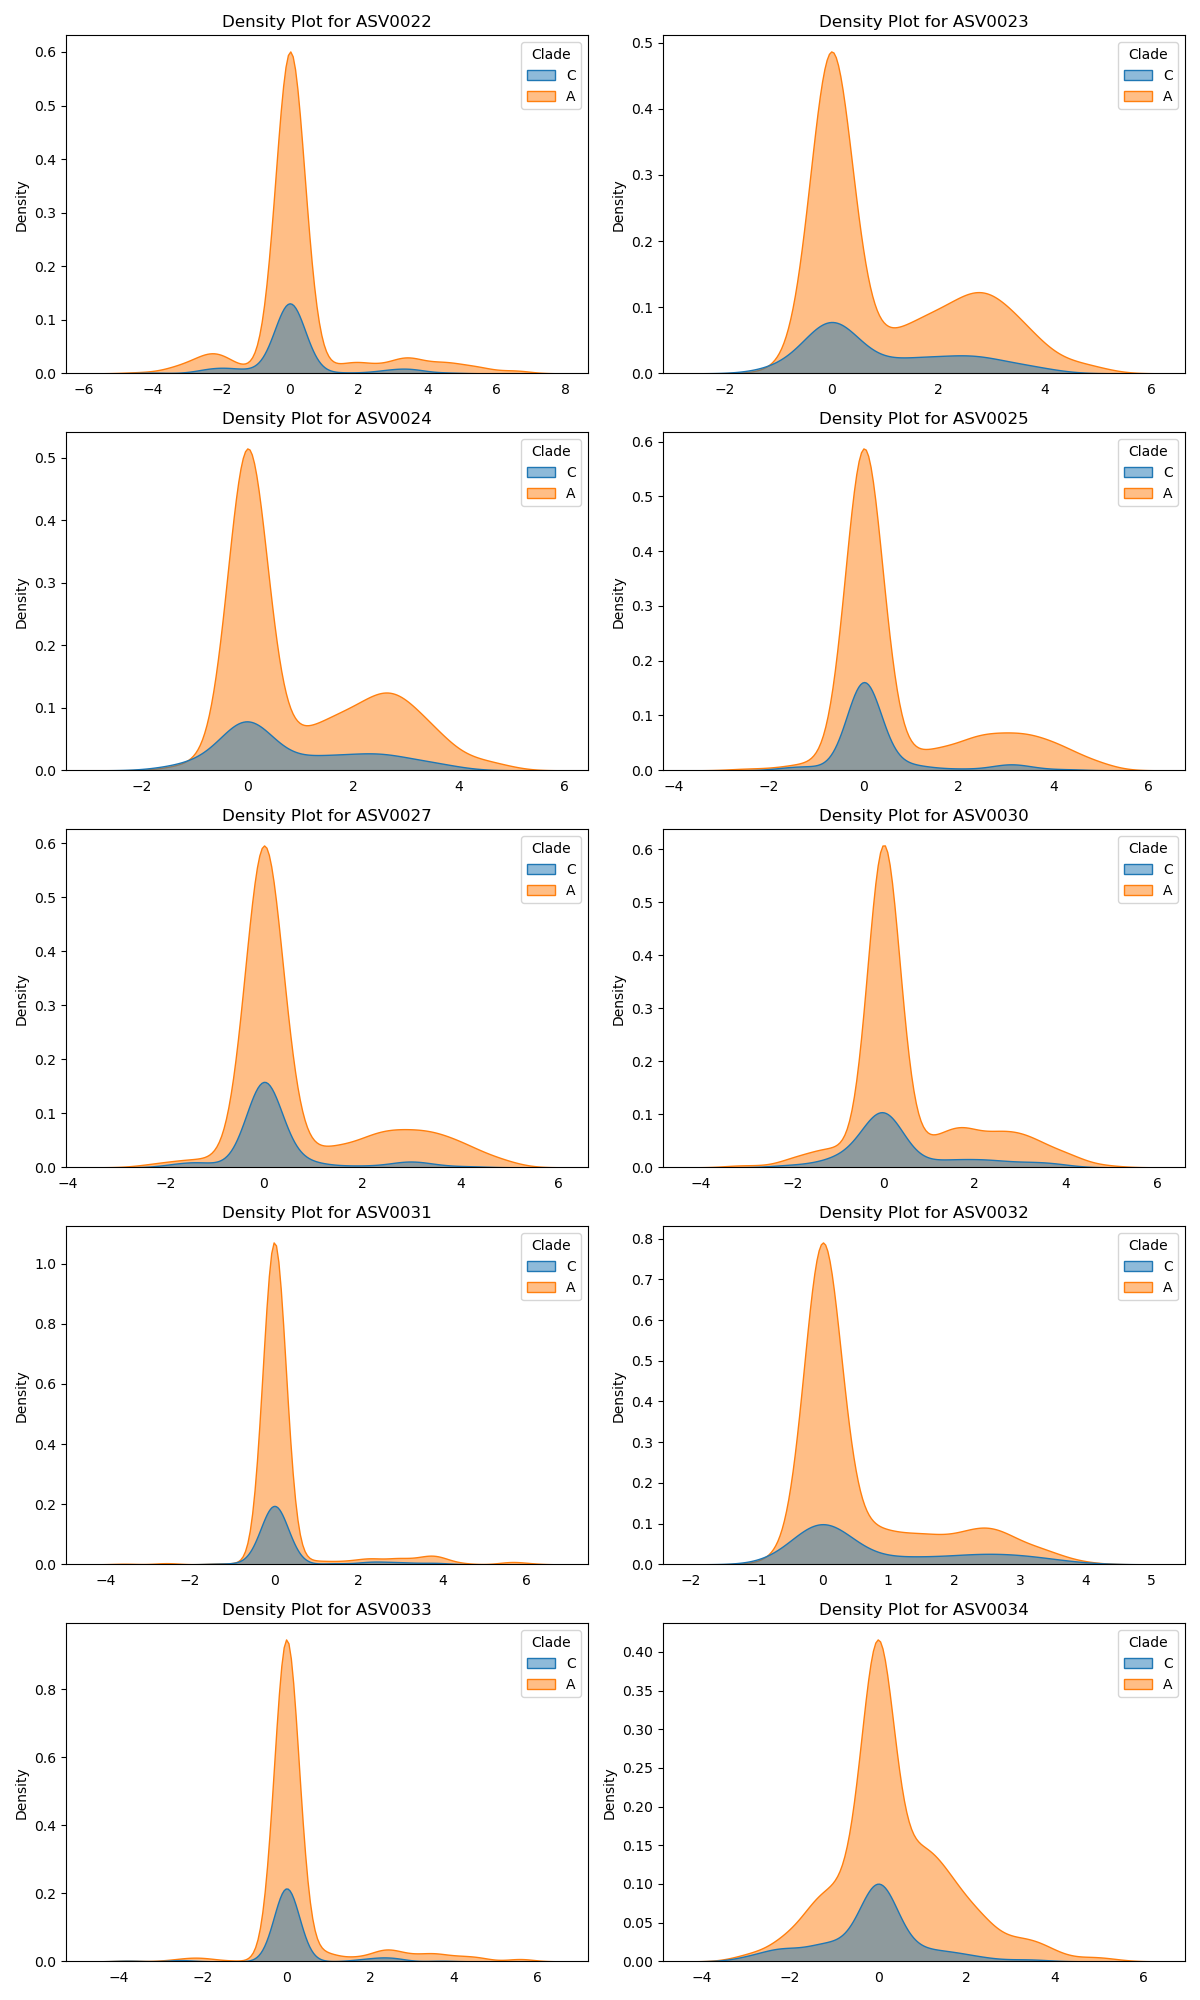 Density Plot for ASV0022
Density
0.6
0.5
0.4
0.3
0.2
0.1
0.0
−6 −4 −2 0 2 4 6 8
Clade
C
A
Density Plot for ASV0023
Density
0.5
0.4
0.3
0.2
0.1
0.0
−2 0 2 4 6
Clade
C
A
Density Plot for ASV0024
Density
0.5
0.4
0.3
0.2
0.1
0.0
−2 0 2 4 6
Clade
C
A
Density Plot for ASV0025
Density
0.6
0.5
0.4
0.3
0.2
0.1
0.0
−4 −2 0 2 4 6
Clade
C
A
Density Plot for ASV0027
Density
0.6
0.5
0.4
0.3
0.2
0.1
0.0
−4 −2 0 2 4 6
Clade
C
A
Density Plot for ASV0030
Density
0.6
0.5
0.4
0.3
0.2
0.1
0.0
−4 −2 0 2 4 6
Clade
C
A
Density Plot for ASV0031
Density
1.0
0.8
0.6
0.4
0.2
0.0
−4 −2 0 2 4 6
Clade
C
A
Density Plot for ASV0032
Density
0.8
0.7
0.6
0.5
0.4
0.3
0.2
0.1
0.0
−2 −1 0 1 2 3 4 5
Clade
C
A
Density Plot for ASV0033
Density
0.8
0.6
0.4
0.2
0.0
−4 −2 0 2 4 6
Clade
C
A
Density Plot for ASV0034
Density
0.40
0.35
0.30
0.25
0.20
0.15
0.10
0.05
0.00
−4 −2 0 2 4 6
Clade
C
A